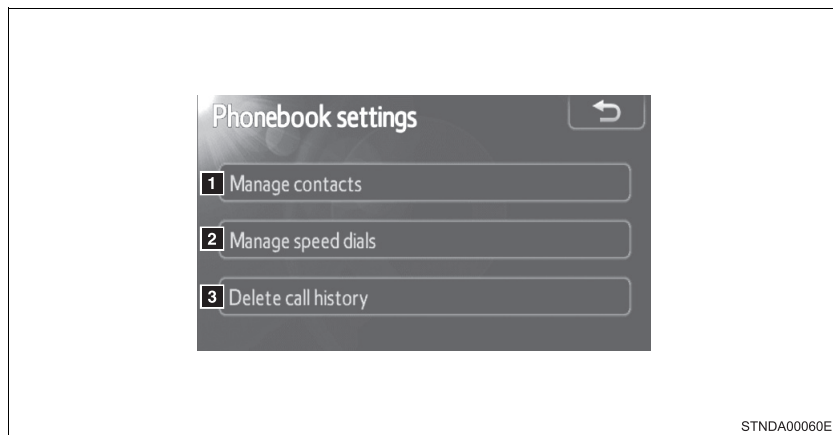 Phonebook settings
1 Manage contacts
2 Manage speed dials
3 Delete call history
STNDA00060E